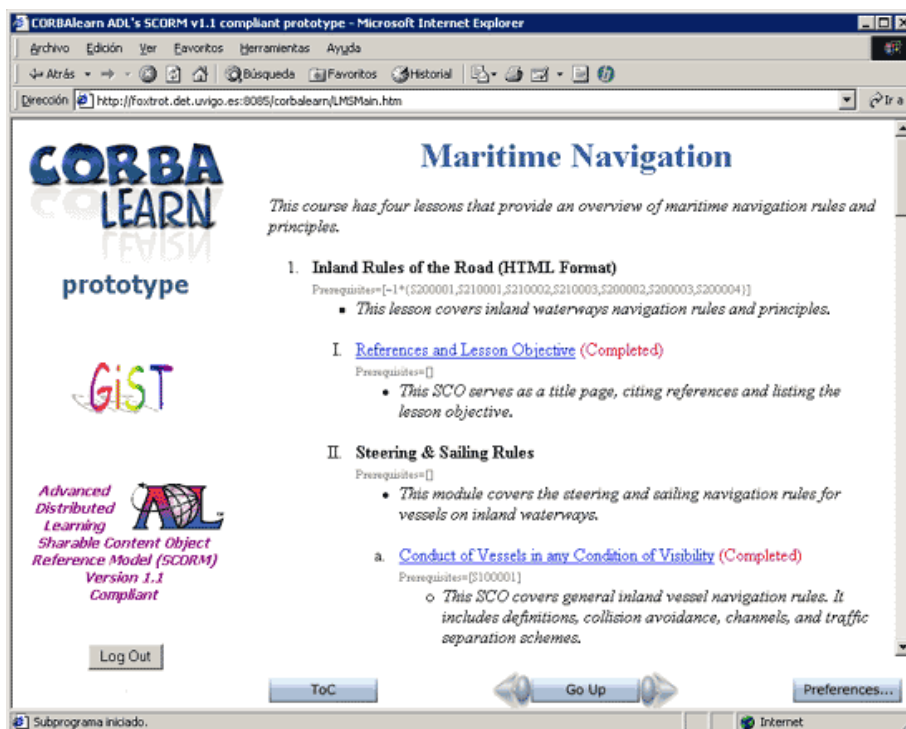 CORBAlearn ADL's SCORM v1.1 compliant prototype - Microsoft Internet Explorer
Archivo Edición Ver Favoritos Herramientas Ayuda
Atrás Búsqueda Favoritos Historial
Dirección http://foxtrot.det.uvigo.es:8085/corbalearn/LMSMain.htm Ir a
CORBA
LEARN
prototype
GiST
Advanced
Distributed
Learning
ADL
Sharable Content Object
Reference Model (SCORM)
Version 1.1
Compliant
Log Out
Maritime Navigation
This course has four lessons that provide an overview of maritime navigation rules and
principles.
1. Inland Rules of the Road (HTML Format)
Prerequisites=[-1*(S200001,S210001,S210002,S210003,S200002,S200003,S200004)]
▪ This lesson covers inland waterways navigation rules and principles.
I. References and Lesson Objective (Completed)
Prerequisites=[]
• This SCO serves as a title page, citing references and listing the
lesson objective.
II. Steering & Sailing Rules
Prerequisites=[]
• This module covers the steering and sailing navigation rules for
vessels on inland waterways.
a. Conduct of Vessels in any Condition of Visibility (Completed)
Prerequisites=[S100001]
o This SCO covers general inland vessel navigation rules. It
includes definitions, collision avoidance, channels, and traffic
separation schemes.
ToC Go Up Preferences...
Subprograma iniciado. Internet